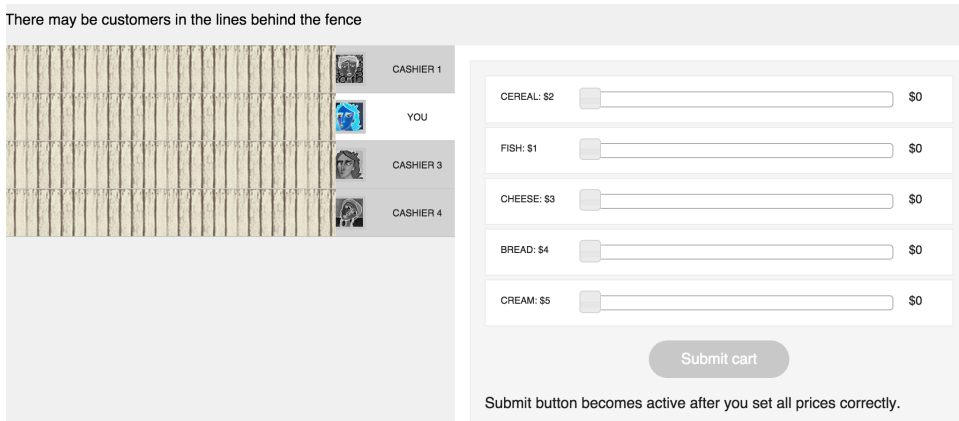 There may be customers in the lines behind the fence
CASHIER 1
YOU
CASHIER 3
CASHIER 4
CEREAL: $2
$0
FISH: $1
$0
CHEESE: $3
$0
BREAD: $4
$0
CREAM: $5
$0
Submit cart
Submit button becomes active after you set all prices correctly.